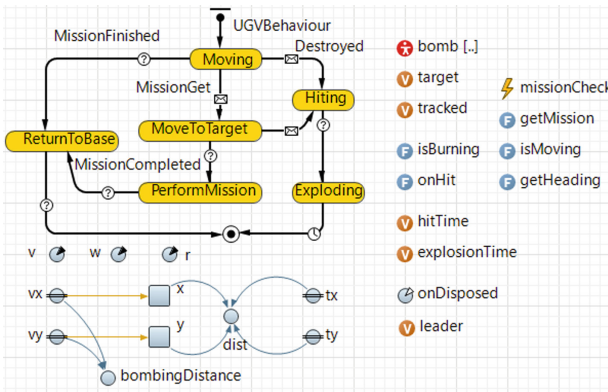 UGVBehaviour
MissionFinished
Destroyed
bomb [..]
Moving
target
MissionGet
missionCheck
Hiting
tracked
getMission
MoveToTarget
ReturnToBase
isBurning
isMoving
MissionCompleted
PerformMission
Exploding
onHit
getHeading
hitTime
v
w
r
explosionTime
vx
x
tx
onDisposed
vy
y
ty
leader
dist
bombingDistance